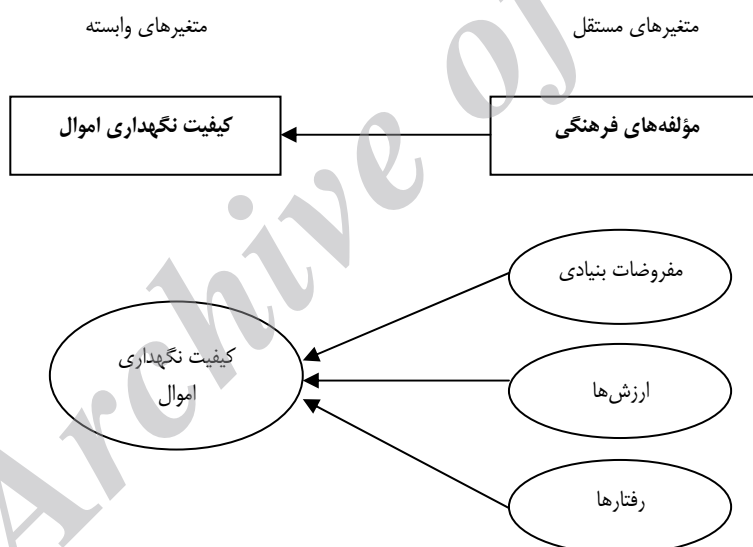 متغیرهای مستقل
متغیرهای وابسته
مؤلفه‌های فرهنگی
کیفیت نگهداری اموال
مفروضات بنیادی
کیفیت نگهداری
اموال
ارزش‌ها
رفتارها
Archive of